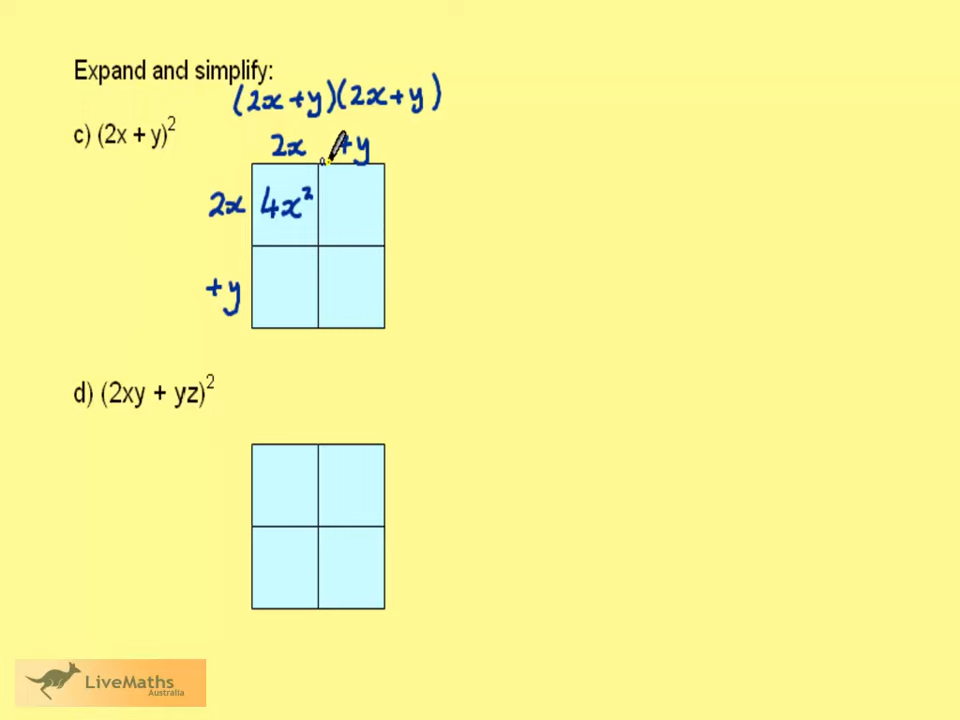 Expand and simplify:
(2x + y)(2x + y)
c) (2x + y)²
2x + y
2x 4x²
+ y
d) (2xy + yz)²
LiveMaths
Australia